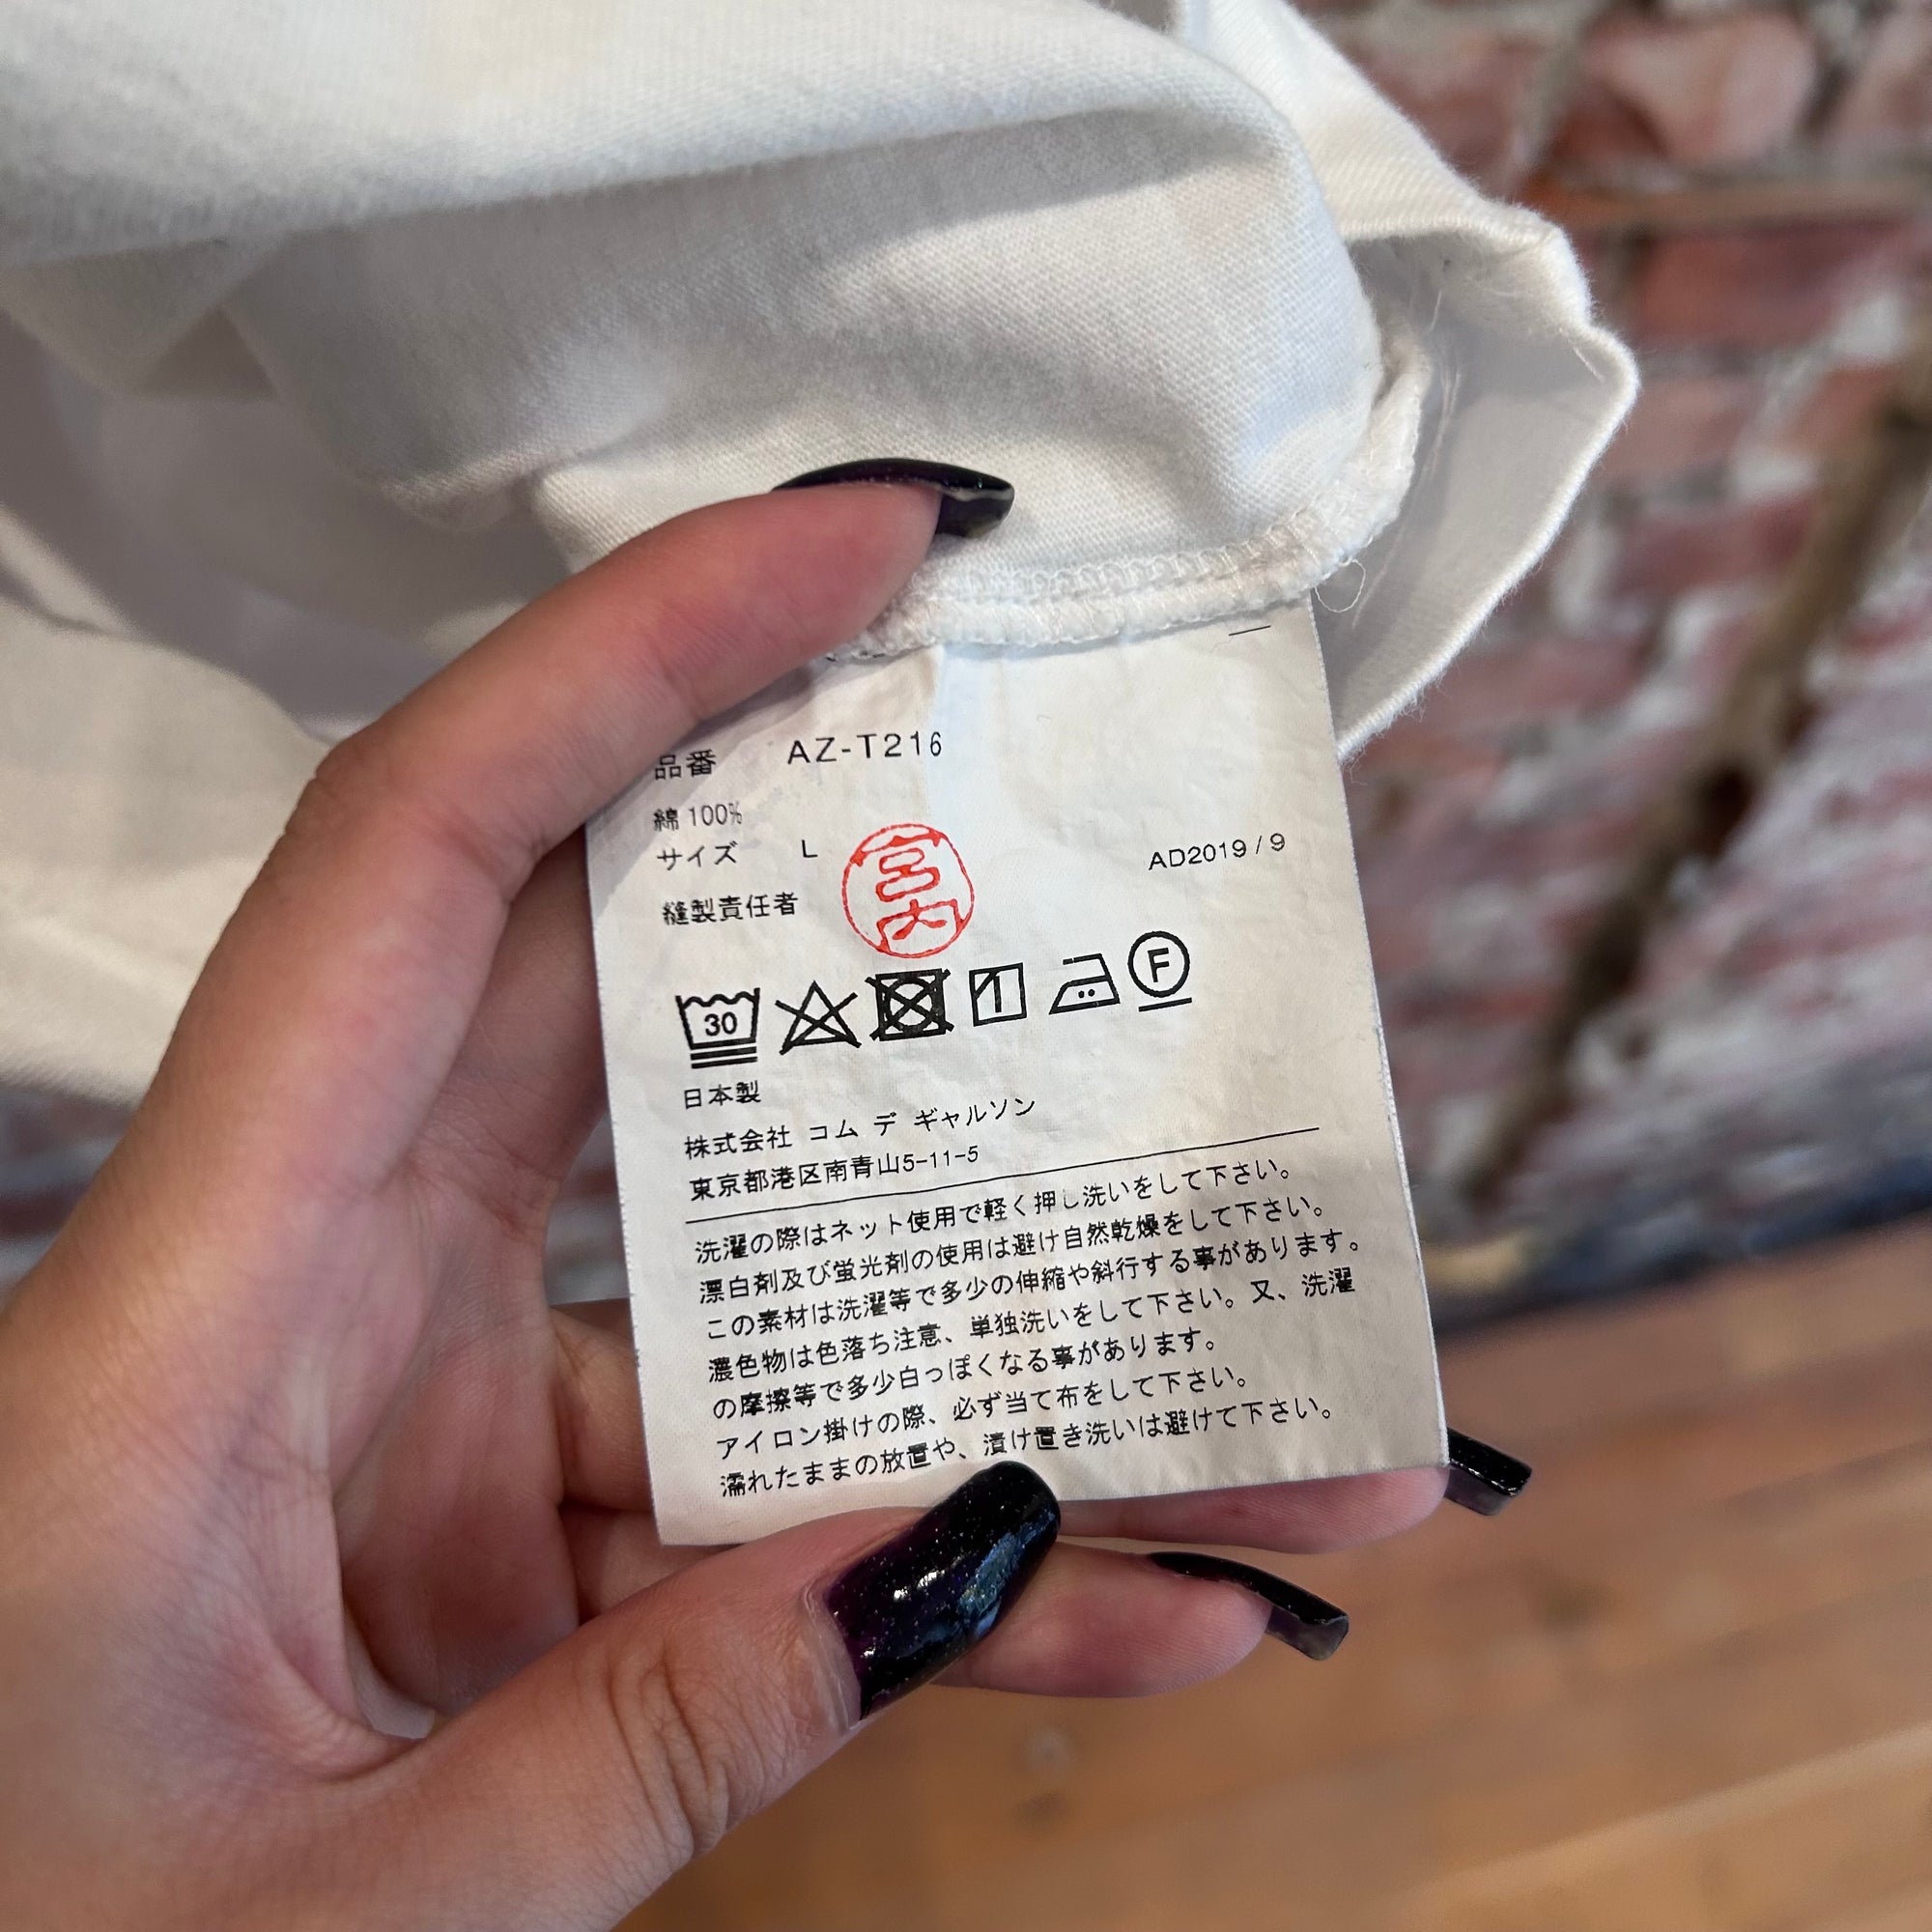 品番 AZ-T216
綿 100%
サイズ L AD2019 / 9
縫製責任者 宮内
30 F
日本製
株式会社 コム デ ギャルソン
東京都港区南青山5-11-5
洗濯の際はネット使用で軽く押し洗いをして下さい。
漂白剤及び蛍光剤の使用は避け自然乾燥をして下さい。
この素材は洗濯等で多少の伸縮や斜行する事があります。
濃色物は色落ち注意、単独洗いをして下さい。又、洗濯
の摩擦等で多少白っぽくなる事があります。
アイロン掛けの際、必ず当て布をして下さい。
濡れたままの放置や、漬け置き洗いは避けて下さい。